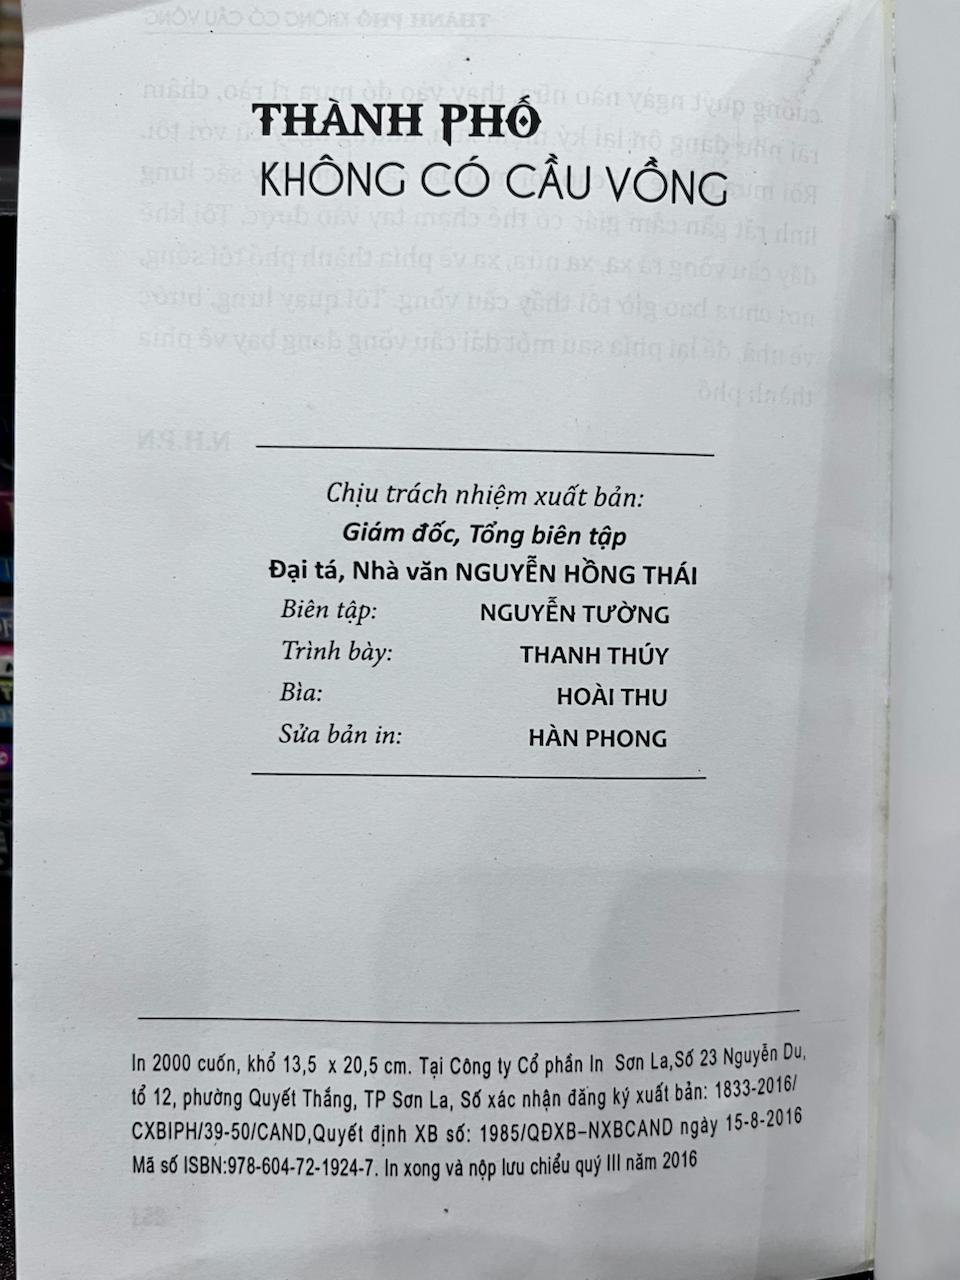 THÀNH PHỐ
KHÔNG CÓ CẦU VỒNG
Chịu trách nhiệm xuất bản:
Giám đốc, Tổng biên tập
Đại tá, Nhà văn NGUYỄN HỒNG THÁI
Biên tập: NGUYỄN TƯỜNG
Trình bày: THANH THÚY
Bìa: HOÀI THU
Sửa bản in: HÀN PHONG
In 2000 cuốn, khổ 13,5 x 20,5 cm. Tại Công ty Cổ phần In Sơn La,Số 23 Nguyễn Du,
tổ 12, phường Quyết Thắng, TP Sơn La, Số xác nhận đăng ký xuất bản: 1833-2016/
CXBIPH/39-50/CAND,Quyết định XB số: 1985/QĐXB–NXBCAND ngày 15-8-2016
Mã số ISBN:978-604-72-1924-7. In xong và nộp lưu chiểu quý III năm 2016